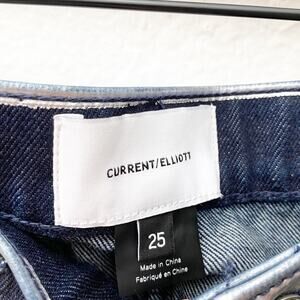 CURRENT/ELLIOTT
25
Made in China
Fabriqué en Chine